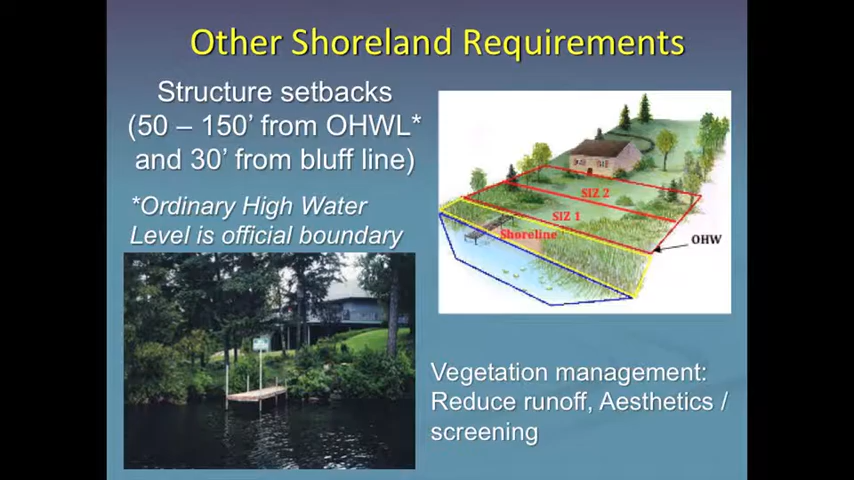 Other Shoreland Requirements
Structure setbacks
(50 – 150’ from OHWL*
and 30’ from bluff line)
*Ordinary High Water
Level is official boundary
SIZ 2
SIZ 1
Shoreline
OHW
Vegetation management:
Reduce runoff, Aesthetics /
screening